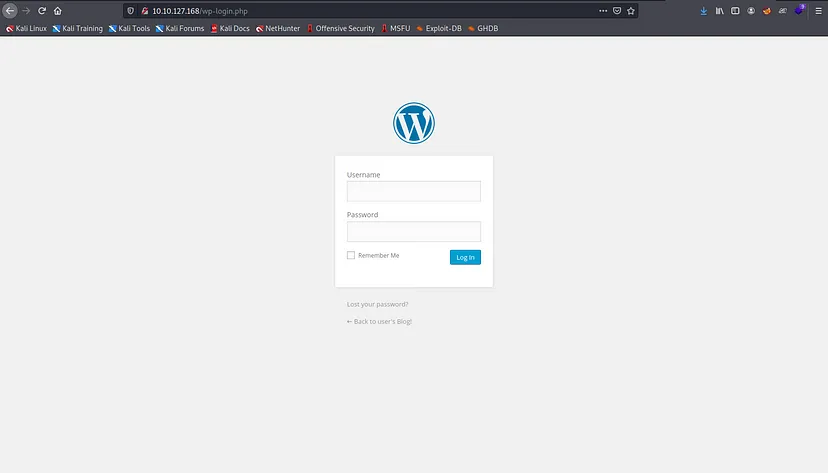 10.10.127.168/wp-login.php
Kali Linux Kali Training Kali Tools Kali Forums Kali Docs NetHunter Offensive Security MSFU Exploit-DB GHDB
Username
Password
Remember Me Log In
Lost your password?
← Back to user's Blog!